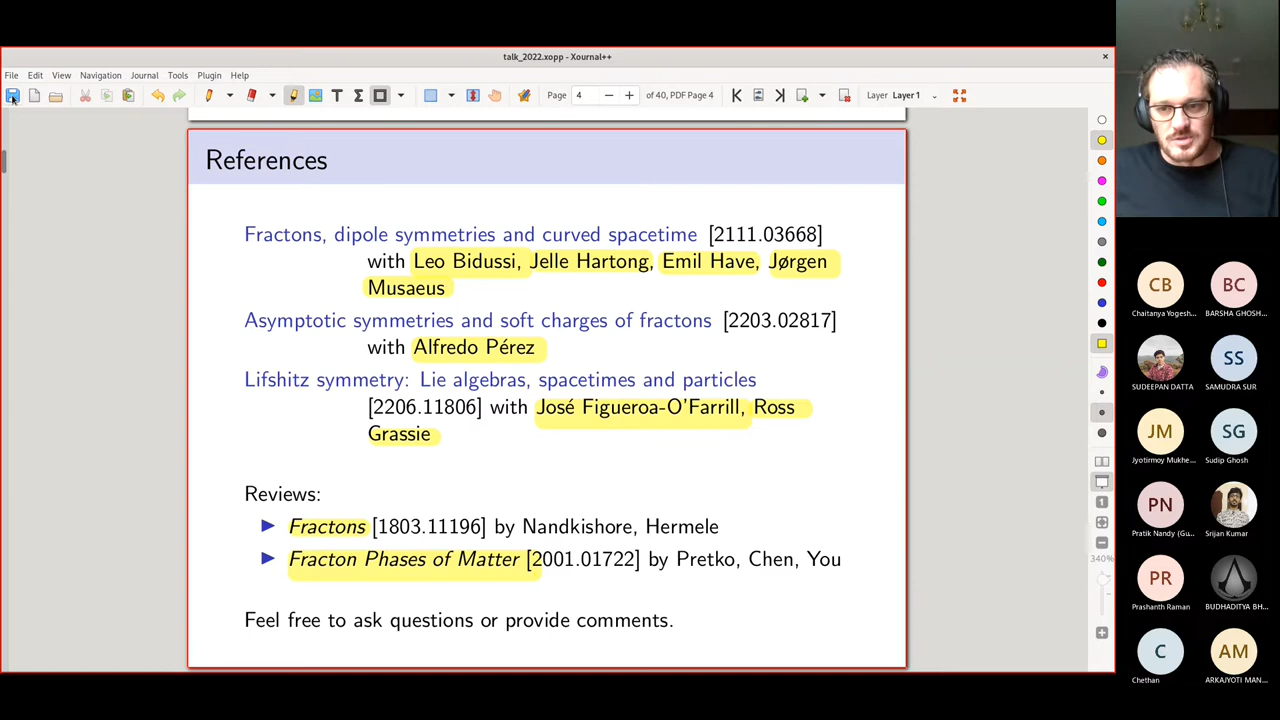 talk_2022.xopp - Xournal++
×
File Edit View Navigation Journal Tools Plugin Help
T Σ Page 4 − + of 40, PDF Page 4 Layer Layer 1
References
Fractons, dipole symmetries and curved spacetime [2111.03668]
with Leo Bidussi, Jelle Hartong, Emil Have, Jørgen
Musaeus
Asymptotic symmetries and soft charges of fractons [2203.02817]
with Alfredo Pérez
Lifshitz symmetry: Lie algebras, spacetimes and particles
[2206.11806] with José Figueroa-O'Farrill, Ross
Grassie
Reviews:
▶ Fractons [1803.11196] by Nandkishore, Hermele
▶ Fracton Phases of Matter [2001.01722] by Pretko, Chen, You
Feel free to ask questions or provide comments.
1
340%
CB BC
Chaitanya Yogesh... BARSHA GHOSH...
SS
SUDEEPAN DATTA SAMUDRA SUR
JM SG
Jyotirmoy Mukhe... Sudip Ghosh
PN
Pratik Nandy (Gu... Srijan Kumar
PR
Prashanth Raman BUDHADITYA BH...
C AM
Chethan ARKAJYOTI MAN...